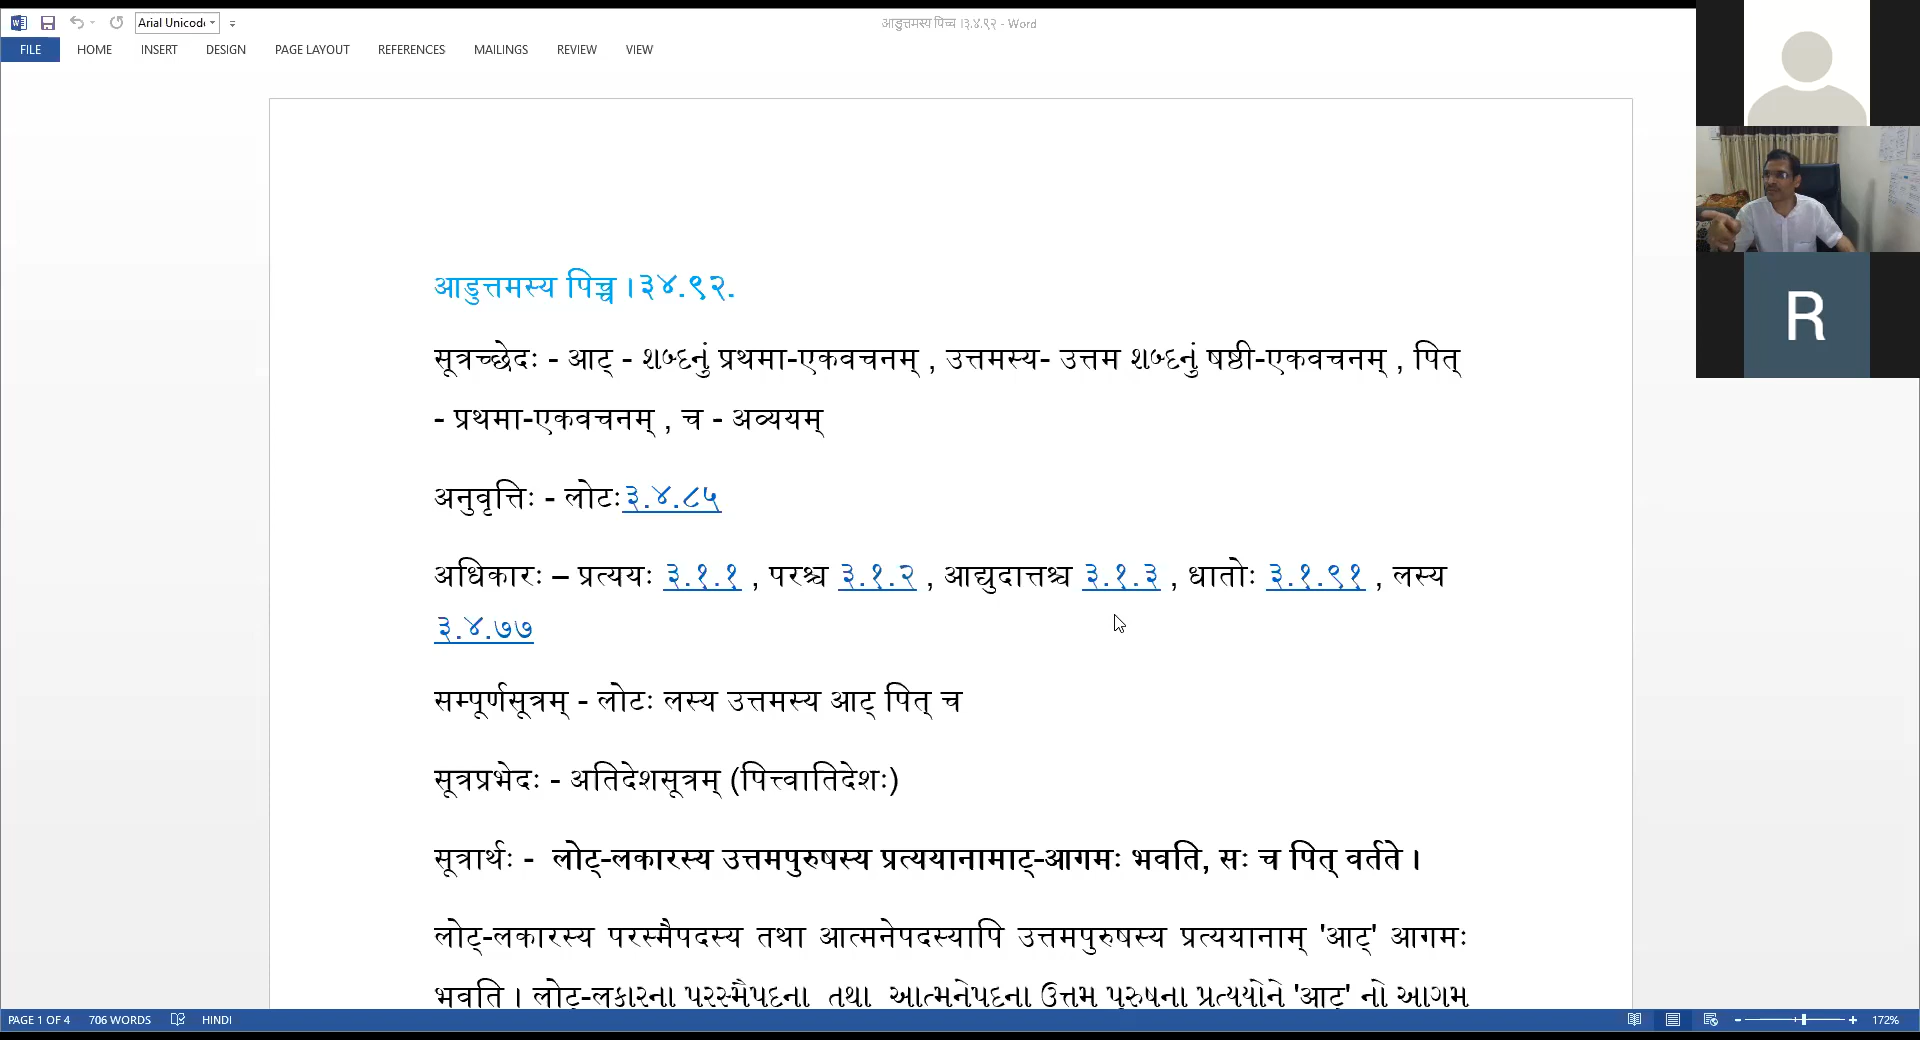 Arial Unicod
आडुत्तमस्य पिच्च ।३.४.९२ - Word
FILE HOME INSERT DESIGN PAGE LAYOUT REFERENCES MAILINGS REVIEW VIEW
आडुत्तमस्य पिच्च ।३४.९२.
सूत्रच्छेदः - आट् - શબ્દનું प्रथमा-एकवचनम् , उत्तमस्य- उत्तम શબ્દનું षष्ठी-एकवचनम् , पित्
- प्रथमा-एकवचनम् , च - अव्ययम्
अनुवृत्तिः - लोटः३.४.८५
अधिकारः – प्रत्ययः ३.१.१ , परश्च ३.१.२ , आद्युदात्तश्च ३.१.३ , धातोः ३.१.९१ , लस्य
३.४.७७
सम्पूर्णसूत्रम् - लोटः लस्य उत्तमस्य आट् पित् च
सूत्रप्रभेदः - अतिदेशसूत्रम् (पित्त्वातिदेशः)
सूत्रार्थः - लोट्-लकारस्य उत्तमपुरुषस्य प्रत्ययानामाट्-आगमः भवति, सः च पित् वर्तते ।
लोट्-लकारस्य परस्मैपदस्य तथा आत्मनेपदस्यापि उत्तमपुरुषस्य प्रत्ययानाम् 'आट्' आगमः
भवति । लोट्-लકારના પરસ્મૈપદના તથા આત્મનેપદના ઉત્તમ પુરુષના પ્રત્યયોને 'आट्' નો આગમ
R
PAGE 1 OF 4 706 WORDS HINDI 172%